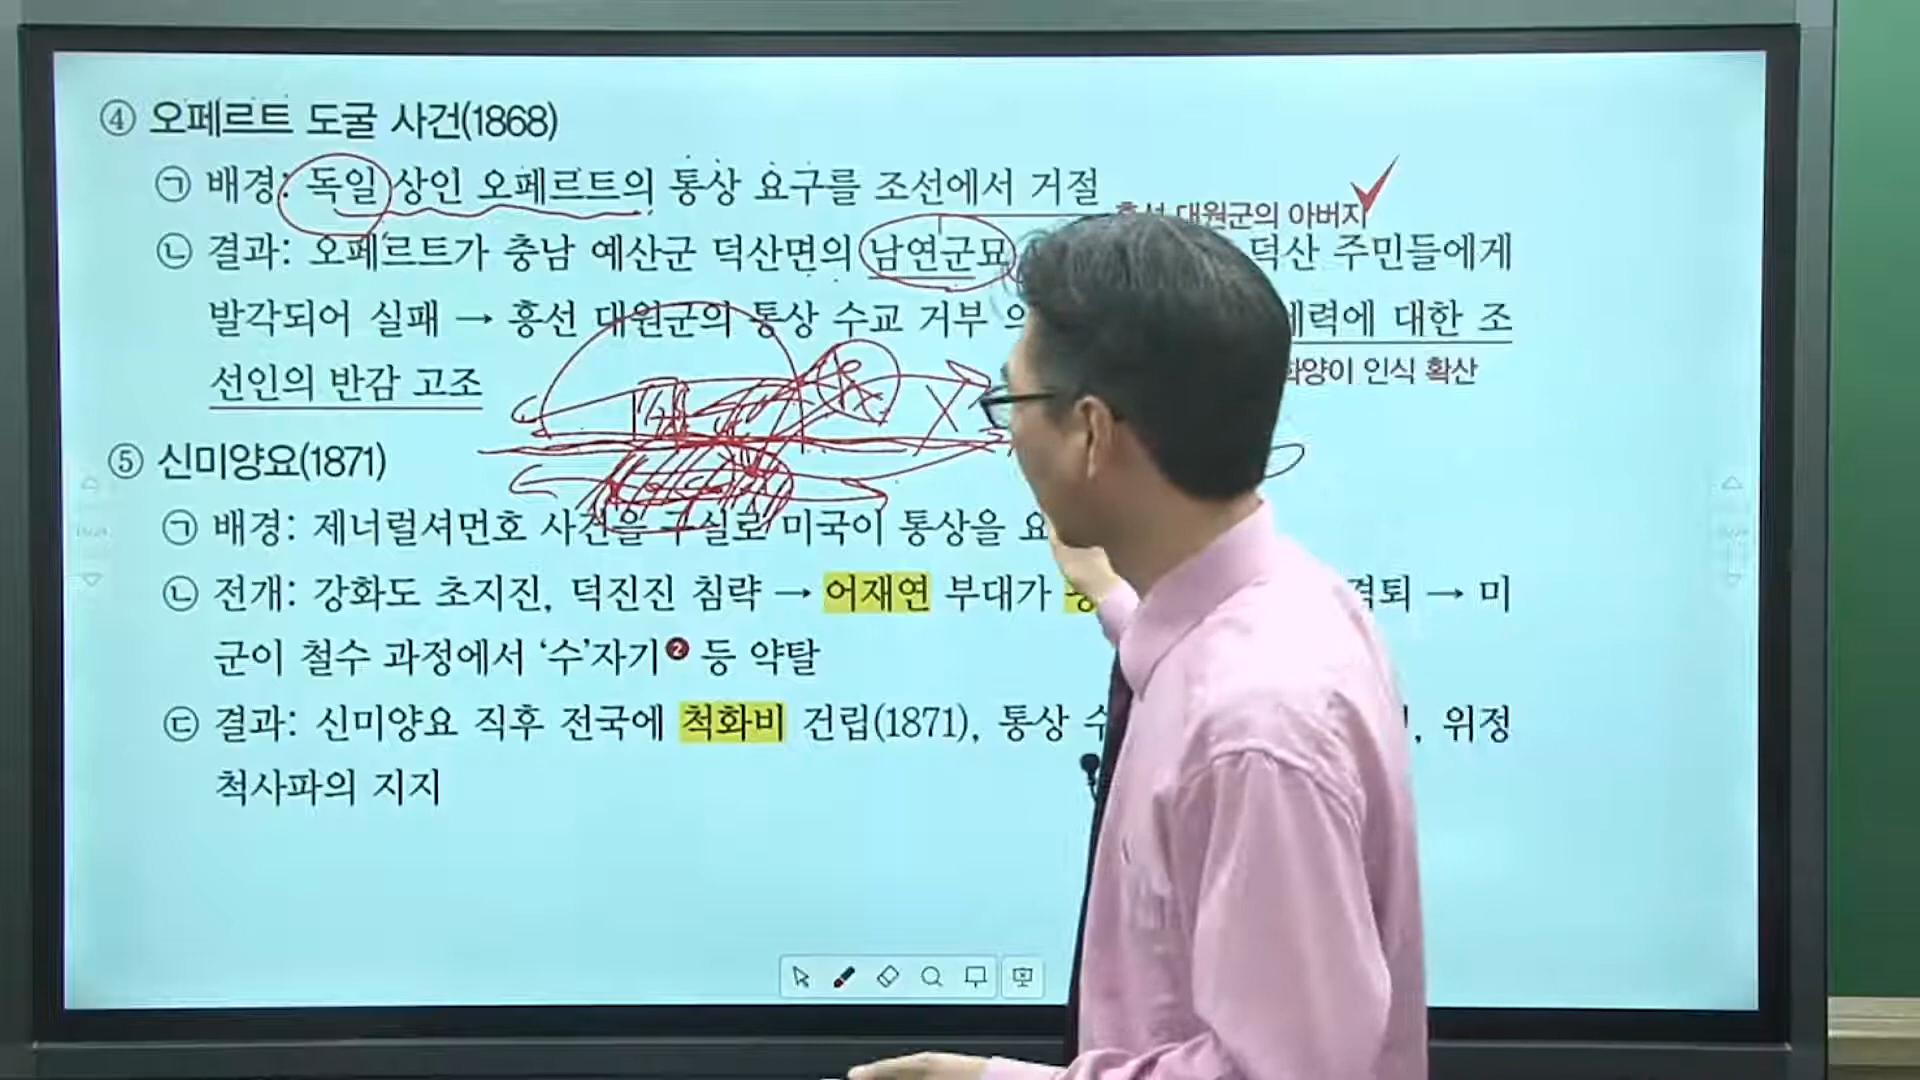 ④ 오페르트 도굴 사건(1868)
㉠ 배경: 독일 상인 오페르트의 통상 요구를 조선에서 거절
흥선 대원군의 아버지
㉡ 결과: 오페르트가 충남 예산군 덕산면의 남연군묘 덕산 주민들에게
발각되어 실패 → 흥선 대원군의 통상 수교 거부 의 세력에 대한 조
선인의 반감 고조
화양이 인식 확산
⑤ 신미양요(1871)
㉠ 배경: 제너럴셔먼호 사건을 구실로 미국이 통상을 요
㉡ 전개: 강화도 초지진, 덕진진 침략 → 어재연 부대가 격퇴 → 미
군이 철수 과정에서 ‘수’자기❷ 등 약탈
㉢ 결과: 신미양요 직후 전국에 척화비 건립(1871), 통상 수 , 위정
척사파의 지지